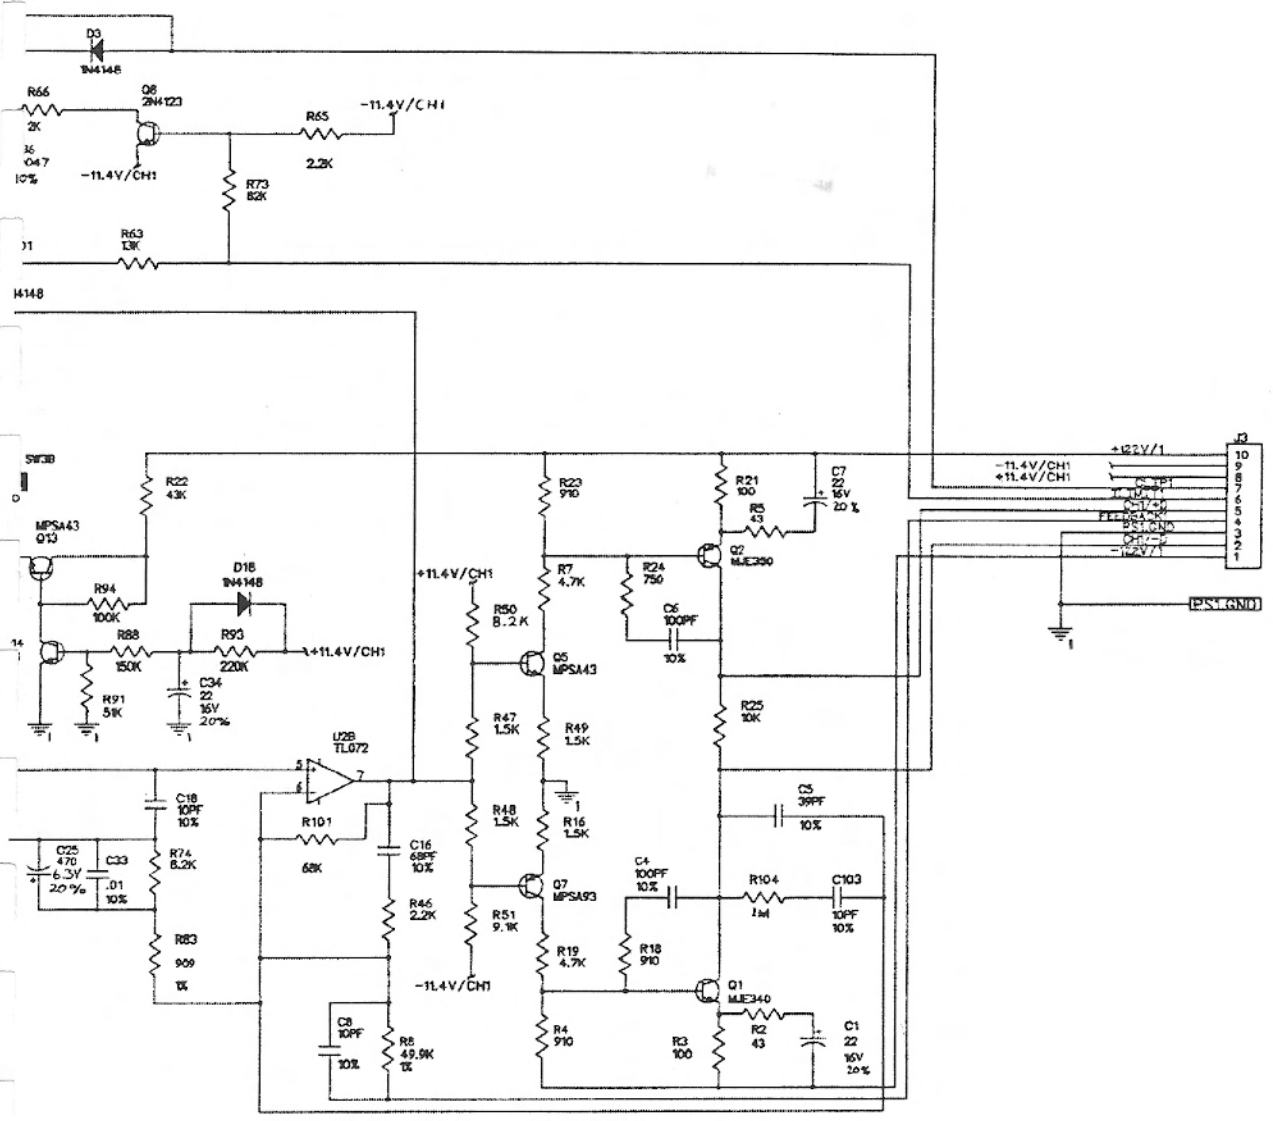 D3
1N4148
R66
2K
Q8
2N4123
-11.4V/CH1
R65
2.2K
10%
-11.4V/CH1
R73
82K
R63
13K
SW3B
MPSA43
Q13
R22
43K
R94
100K
D18
1N4148
R88
150K
R93
220K
+11.4V/CH1
R91
51K
C34
22
16V
20%
1
1
1
U2B
TL072
5
6
7
C18
10PF
10%
R101
68K
C16
68PF
10%
C25
470
6.3V
20%
C33
.01
10%
R74
8.2K
R46
2.2K
R83
909
1%
C8
10PF
10%
R8
49.9K
1%
+11.4V/CH1
R50
8.2K
R47
1.5K
R48
1.5K
R51
9.1K
-11.4V/CH1
R23
910
R7
4.7K
Q5
MPSA43
R49
1.5K
1
R16
1.5K
Q7
MPSA93
R19
4.7K
R4
910
R21
100
R5
43
C7
22
16V
20%
Q2
MJE350
R24
750
C6
100PF
10%
R25
10K
C5
39PF
10%
C4
100PF
10%
R104
1M
C103
10PF
10%
R18
910
Q1
MJE340
R3
100
R2
43
C1
22
16V
20%
J3
-11.4V/CH1
+11.4V/CH1
FEEDBACK
PS1.GND
10
9
8
7
6
5
4
3
2
1
PS1.GND
1